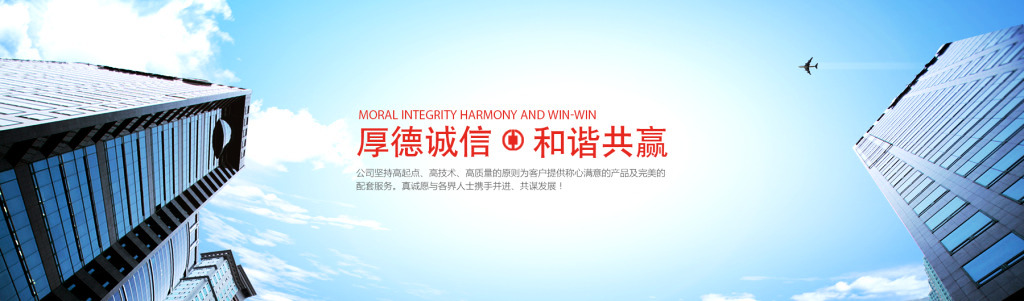 MORAL INTEGRITY HARMONY AND WIN-WIN
厚德诚信 和谐共赢
公司坚持高起点、高技术、高质量的原则为客户提供称心满意的产品及完美的
配套服务。真诚愿与各界人士携手并进、共谋发展！